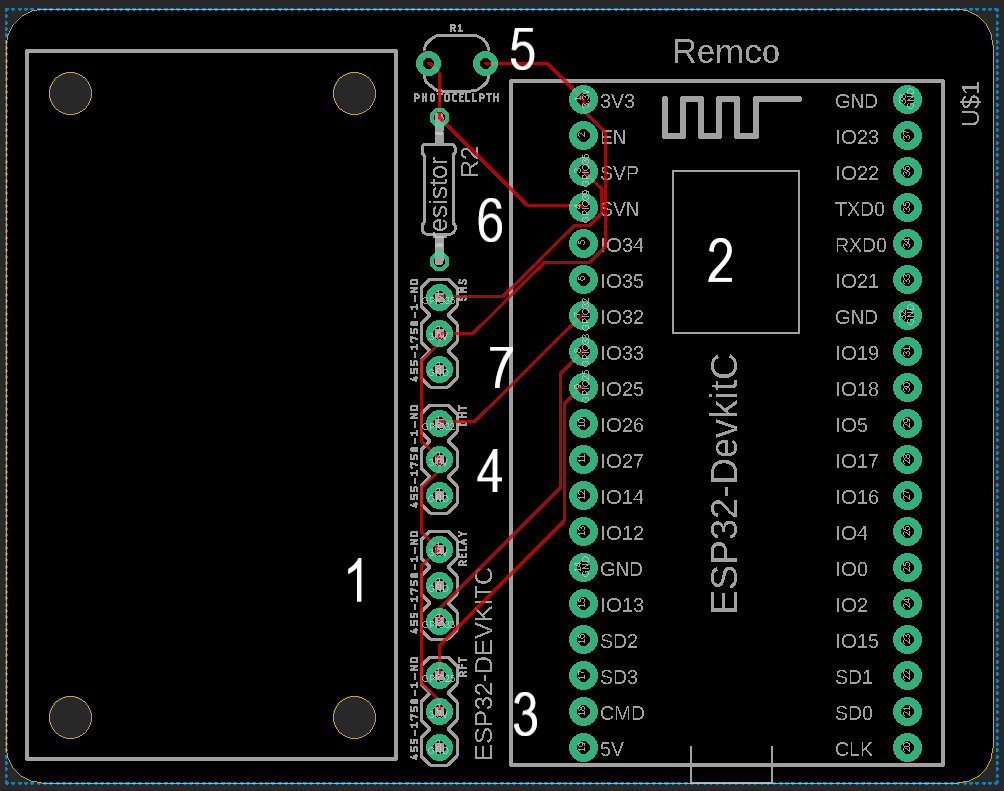 R1
5
Remco
PHOTOCELLPTH
U$1
3V3
GND
EN
IO23
R2
SVP
IO22
esistor
6
SVN
TXD0
2
IO34
RXD0
IO35
IO21
455-1750-1-ND
IO32
GND
7
IO33
IO19
IO25
IO18
ESP32-DevkitC
455-1750-1-ND
4
IO26
IO5
IO27
IO17
IO14
IO16
1
455-1750-1-ND
RELAY
IO12
IO4
GND
IO0
IO13
IO2
ESP32-DEVKITC
SD2
IO15
455-1750-1-ND
RFT
SD3
SD1
3
CMD
SD0
5V
CLK